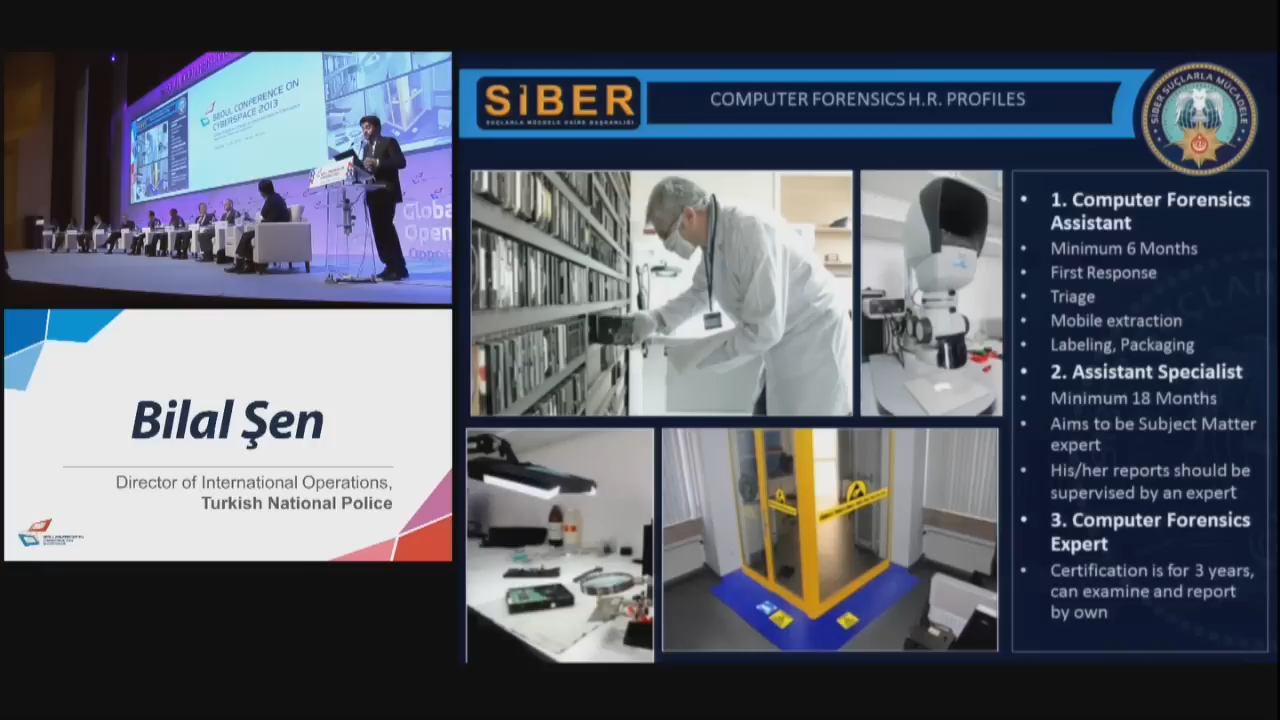 SEOUL CONFERENCE ON
CYBERSPACE 2013
Global
Open
Bilal Şen
Director of International Operations,
Turkish National Police
SİBER
SUÇLARLA MÜCADELE DAİRE BAŞKANLIĞI
COMPUTER FORENSICS H.R. PROFILES
SİBER SUÇLARLA MÜCADELE
• 1. Computer Forensics
Assistant
• Minimum 6 Months
• First Response
• Triage
• Mobile extraction
• Labeling, Packaging
• 2. Assistant Specialist
• Minimum 18 Months
• Aims to be Subject Matter
expert
• His/her reports should be
supervised by an expert
• 3. Computer Forensics
Expert
• Certification is for 3 years,
can examine and report
by own